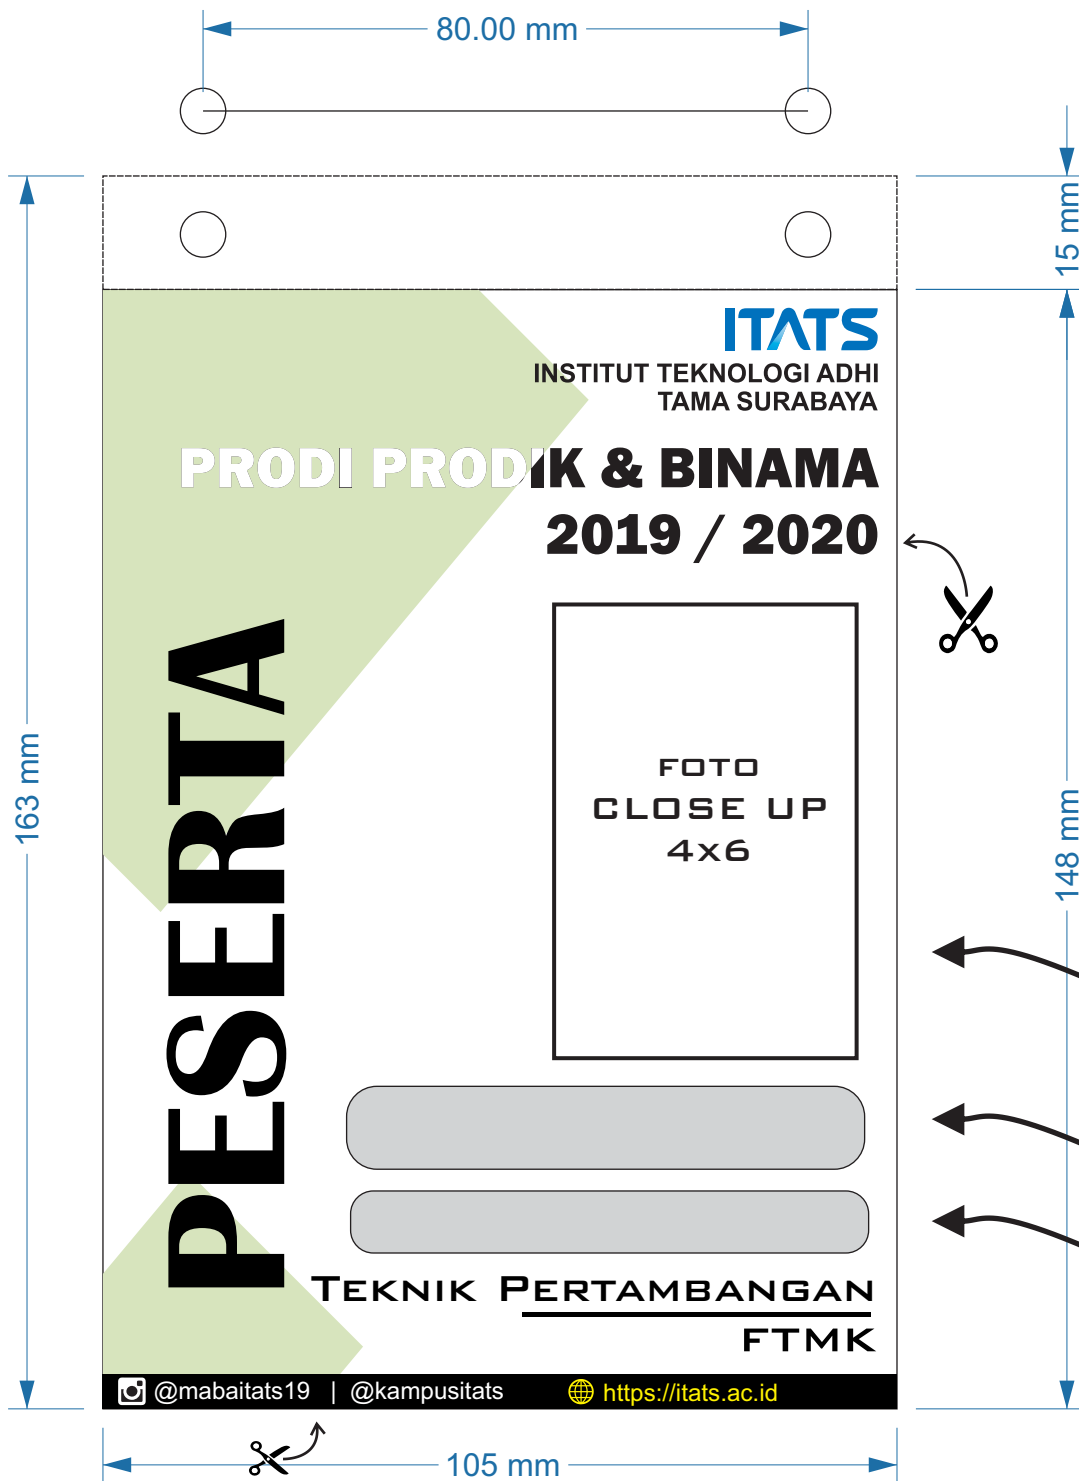 80.00 mm
15 mm
ITATS
INSTITUT TEKNOLOGI ADHI
TAMA SURABAYA
PRODI PRODIK & BINAMA
2019 / 2020
PESERTA
163 mm
FOTO
CLOSE UP
4x6
148 mm
TEKNIK PERTAMBANGAN
FTMK
@mabaitats19 | @kampusitats https://itats.ac.id
105 mm